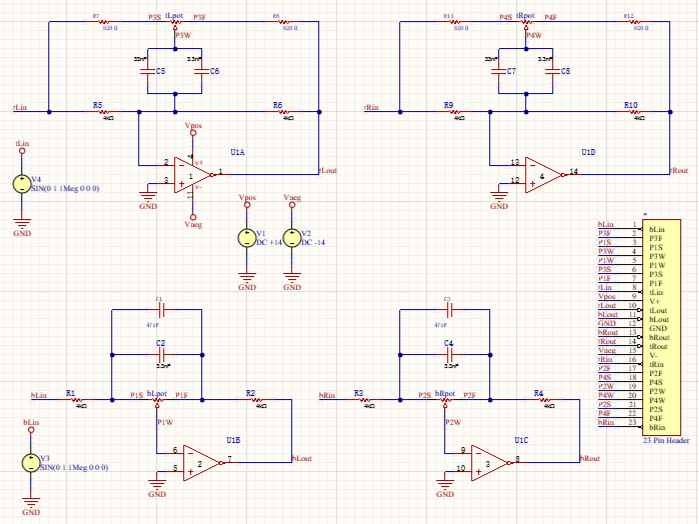 R7 P3S tLpot P3F R8
820 Ω P3W 820 Ω
33nF C5 3.3nF C6
tLin R5 R6
4kΩ 4kΩ
Vpos
U1A
2 4 V+
1 1 tLout
3 V-
11
GND
Vneg
tLin
V4
SIN(0 1 1Meg 0 0 0)
GND
Vpos Vneg
V1 V2
DC +14 DC -14
GND GND
R11 P4S tRpot P4F R12
820 Ω P4W 820 Ω
C7 3.3nF C8
tRin R9 R10
4kΩ 4kΩ
U1D
13
4 14 tRout
12
GND
C1
C2
3.3nF
bLin R1 P1S bLpot P1F R2
4kΩ 4kΩ
P1W
U1B
6
2 7 bLout
5
GND
bLin
V3
SIN(0 1 1Meg 0 0 0)
GND
C3
C4
3.3nF
bRin R3 P2S bRpot P2F R4
4kΩ 4kΩ
P2W
U1C
9
3 8 bRout
10
GND
*
bLin 1 bLin
P3F 2 P3F
P1S 3 P1S
P3W 4 P3W
P1W 5 P1W
P3S 6 P3S
P1F 7 P1F
tLin 8 tLin
Vpos 9 V+
tLout 10 tLout
bLout 11 bLout
GND 12 GND
bRout 13 bRout
tRout 14 tRout
Vneg 15 V-
tRin 16 tRin
P2F 17 P2F
P4S 18 P4S
P2W 19 P2W
P4W 20 P4W
P2S 21 P2S
P4F 22 P4F
bRin 23 bRin
23 Pin Header